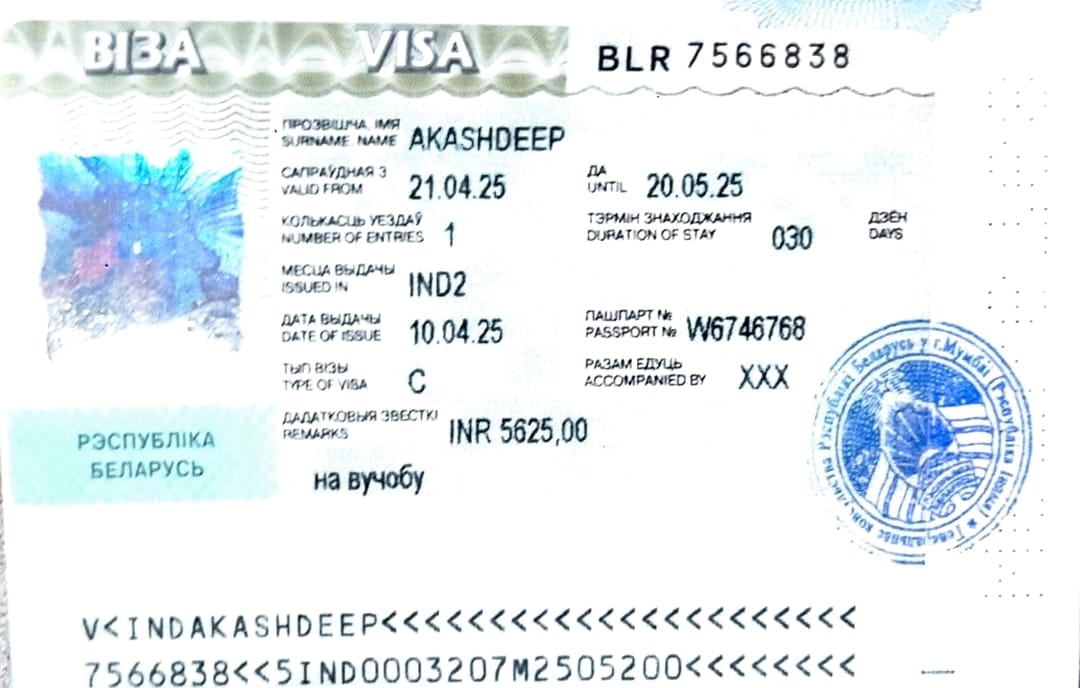 ВІЗА VISA BLR 7566838
ПРОЗВІШЧА, ІМЯ
SURNAME, NAME AKASHDEEP
САПРАЎДНАЯ З
VALID FROM 21.04.25
ДА
UNTIL 20.05.25
КОЛЬКАСЦЬ УЕЗДАЎ
NUMBER OF ENTRIES 1
ТЭРМІН ЗНАХОДЖАННЯ
DURATION OF STAY 030
ДЗЁН
DAYS
МЕСЦА ВЫДАЧЫ
ISSUED IN IND2
ДАТА ВЫДАЧЫ
DATE OF ISSUE 10.04.25
ПАШПАРТ №
PASSPORT № W6746768
ТЫП ВІЗЫ
TYPE OF VISA C
РАЗАМ ЕДУЦЬ
ACCOMPANIED BY XXX
ДАДАТКОВЫЯ ЗВЕСТКІ
REMARKS INR 5625,00
на вучобу
РЭСПУБЛІКА
БЕЛАРУСЬ
Рэспублікі Беларусь у г.Мумбаі (Рэспубліка Індыя)
V<INDAKASHDEEP<<<<<<<<<<<<<<<<<<<<<<
7566838<<5IND0003207M2505200<<<<<<<<